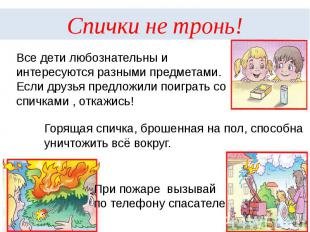 Спички не тронь!
Все дети любознательны и
интересуются разными предметами.
Если друзья предложили поиграть со
спичками , откажись!
Горящая спичка, брошенная на пол, способна
уничтожить всё вокруг.
При пожаре вызывай
по телефону спасателе